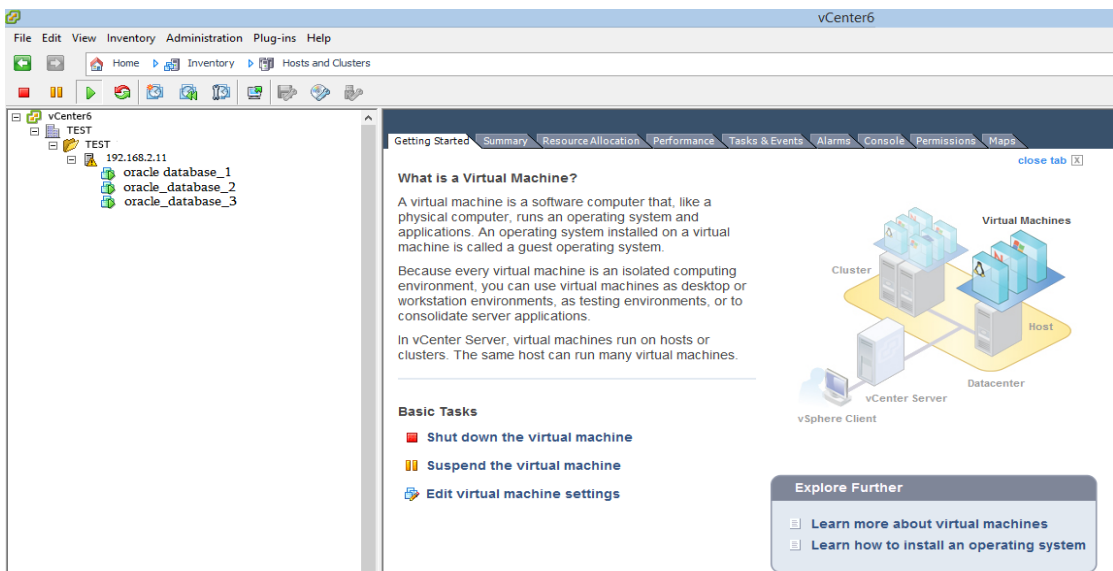 vCenter6
File Edit View Inventory Administration Plug-ins Help
Home Inventory Hosts and Clusters
vCenter6
TEST
TEST
192.168.2.11
oracle database_1
oracle_database_2
oracle_database_3
Getting Started Summary Resource Allocation Performance Tasks & Events Alarms Console Permissions Maps
close tab X
What is a Virtual Machine?
A virtual machine is a software computer that, like a
physical computer, runs an operating system and
applications. An operating system installed on a virtual
machine is called a guest operating system.
Because every virtual machine is an isolated computing
environment, you can use virtual machines as desktop or
workstation environments, as testing environments, or to
consolidate server applications.
In vCenter Server, virtual machines run on hosts or
clusters. The same host can run many virtual machines.
Basic Tasks
Shut down the virtual machine
Suspend the virtual machine
Edit virtual machine settings
Virtual Machines
Cluster
Host
Datacenter
vCenter Server
vSphere Client
Explore Further
Learn more about virtual machines
Learn how to install an operating system